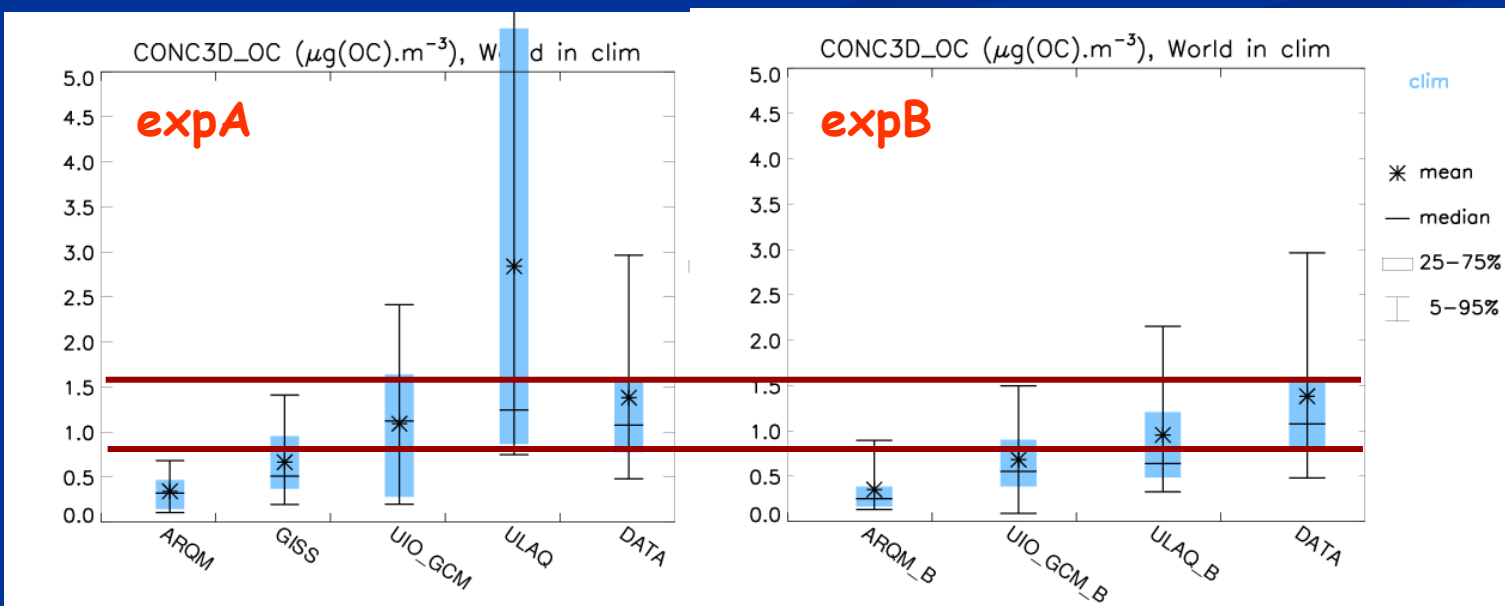 CONC3D_OC (μg(OC).m⁻³), W d in clim
expA
5.0
4.5
4.0
3.5
3.0
2.5
2.0
1.5
1.0
0.5
0.0
ARQM
GISS
UIO_GCM
ULAQ
DATA
CONC3D_OC (μg(OC).m⁻³), World in clim
expB
5.0
4.5
4.0
3.5
3.0
2.5
2.0
1.5
1.0
0.5
0.0
ARQM_B
UIO_GCM_B
ULAQ_B
DATA
clim
mean
median
25–75%
5–95%